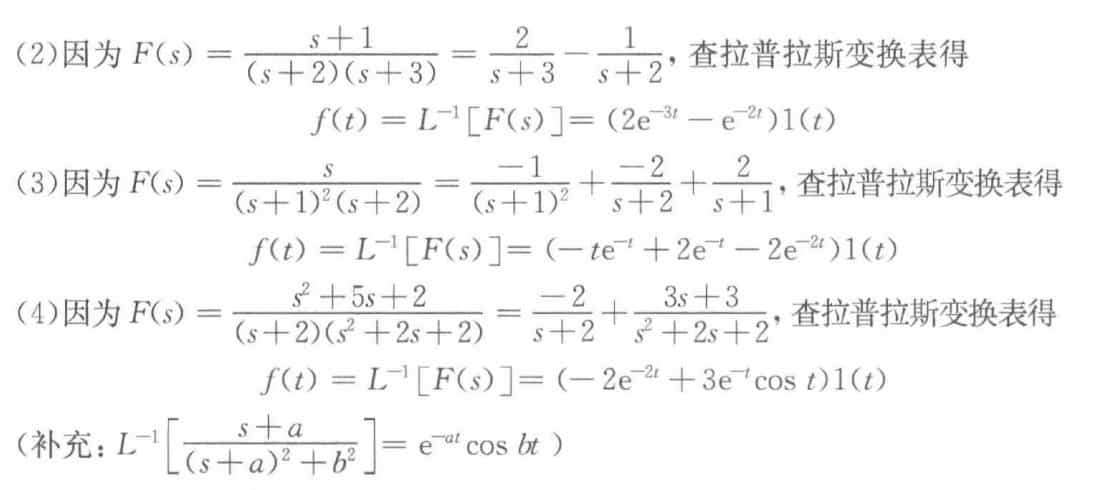 (2)因为 F(s) = \frac{s+1}{(s+2)(s+3)} = \frac{2}{s+3} - \frac{1}{s+2}, 查拉普拉斯变换表得
f(t) = L^{-1}[F(s)] = (2e^{-3t} - e^{-2t})1(t)
(3)因为 F(s) = \frac{s}{(s+1)^2(s+2)} = \frac{-1}{(s+1)^2} + \frac{-2}{s+2} + \frac{2}{s+1}, 查拉普拉斯变换表得
f(t) = L^{-1}[F(s)] = (-te^{-t} + 2e^{-t} - 2e^{-2t})1(t)
(4)因为 F(s) = \frac{s^2+5s+2}{(s+2)(s^2+2s+2)} = \frac{-2}{s+2} + \frac{3s+3}{s^2+2s+2}, 查拉普拉斯变换表得
f(t) = L^{-1}[F(s)] = (-2e^{-2t} + 3e^{-t}cos t)1(t)
(补充: L^{-1}[\frac{s+a}{(s+a)^2+b^2}] = e^{-at}cos bt )